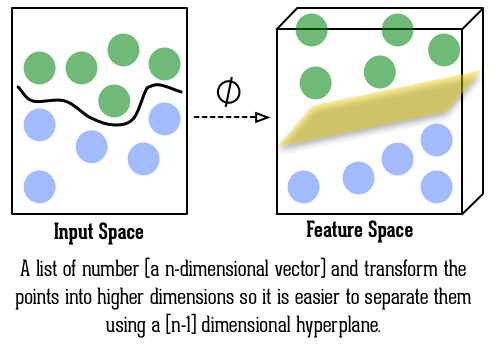 ϕ
Input Space
Feature Space
A list of number [a n-dimensional vector] and transform the
points into higher dimensions so it is easier to separate them
using a [n-1] dimensional hyperplane.